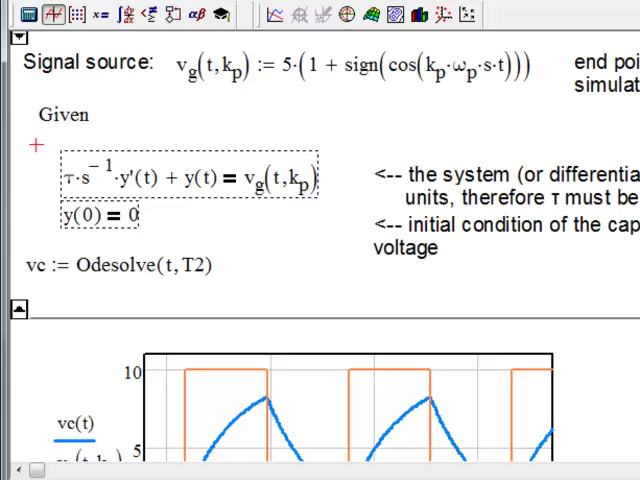 Signal source: v_g(t,k_p) := 5·(1 + sign(cos(k_p·ω_p·s·t)))
end poi
simulat
Given
τ·s^-1·y'(t) + y(t) = v_g(t,k_p)
<-- the system (or differentia
units, therefore τ must be
y(0) = 0
<-- initial condition of the cap
voltage
vc := Odesolve(t,T2)
10
vc(t)
5